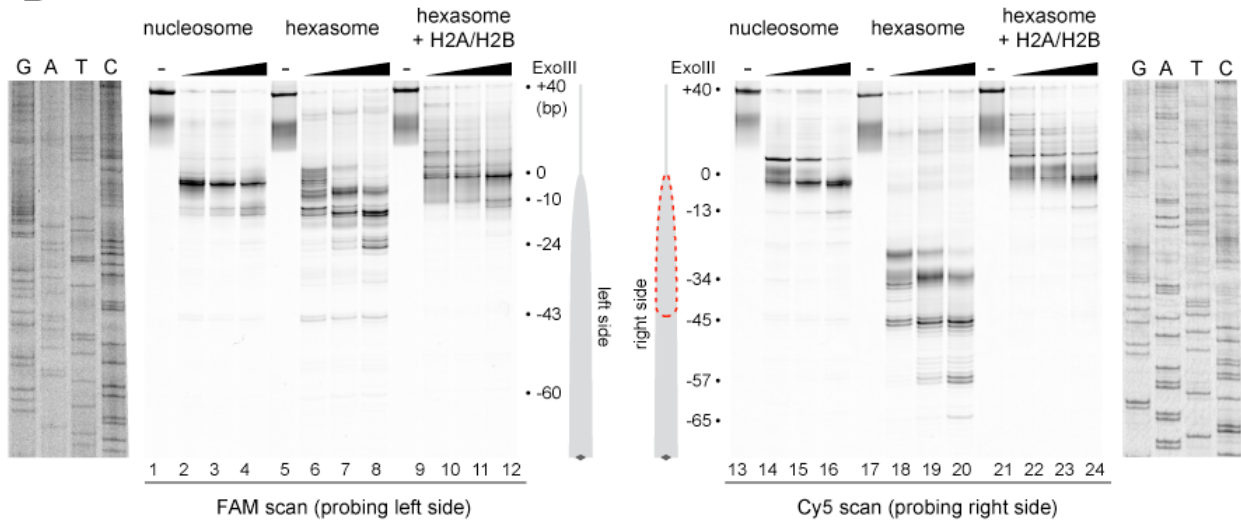 nucleosome hexasome hexasome + H2A/H2B
G A T C - - - ExoIII
+40 (bp)
0
-10
-24
-43
-60
left side
1 2 3 4 5 6 7 8 9 10 11 12
FAM scan (probing left side)
nucleosome hexasome hexasome + H2A/H2B
ExoIII - - - G A T C
+40
0
-13
-34
-45
-57
-65
right side
13 14 15 16 17 18 19 20 21 22 23 24
Cy5 scan (probing right side)